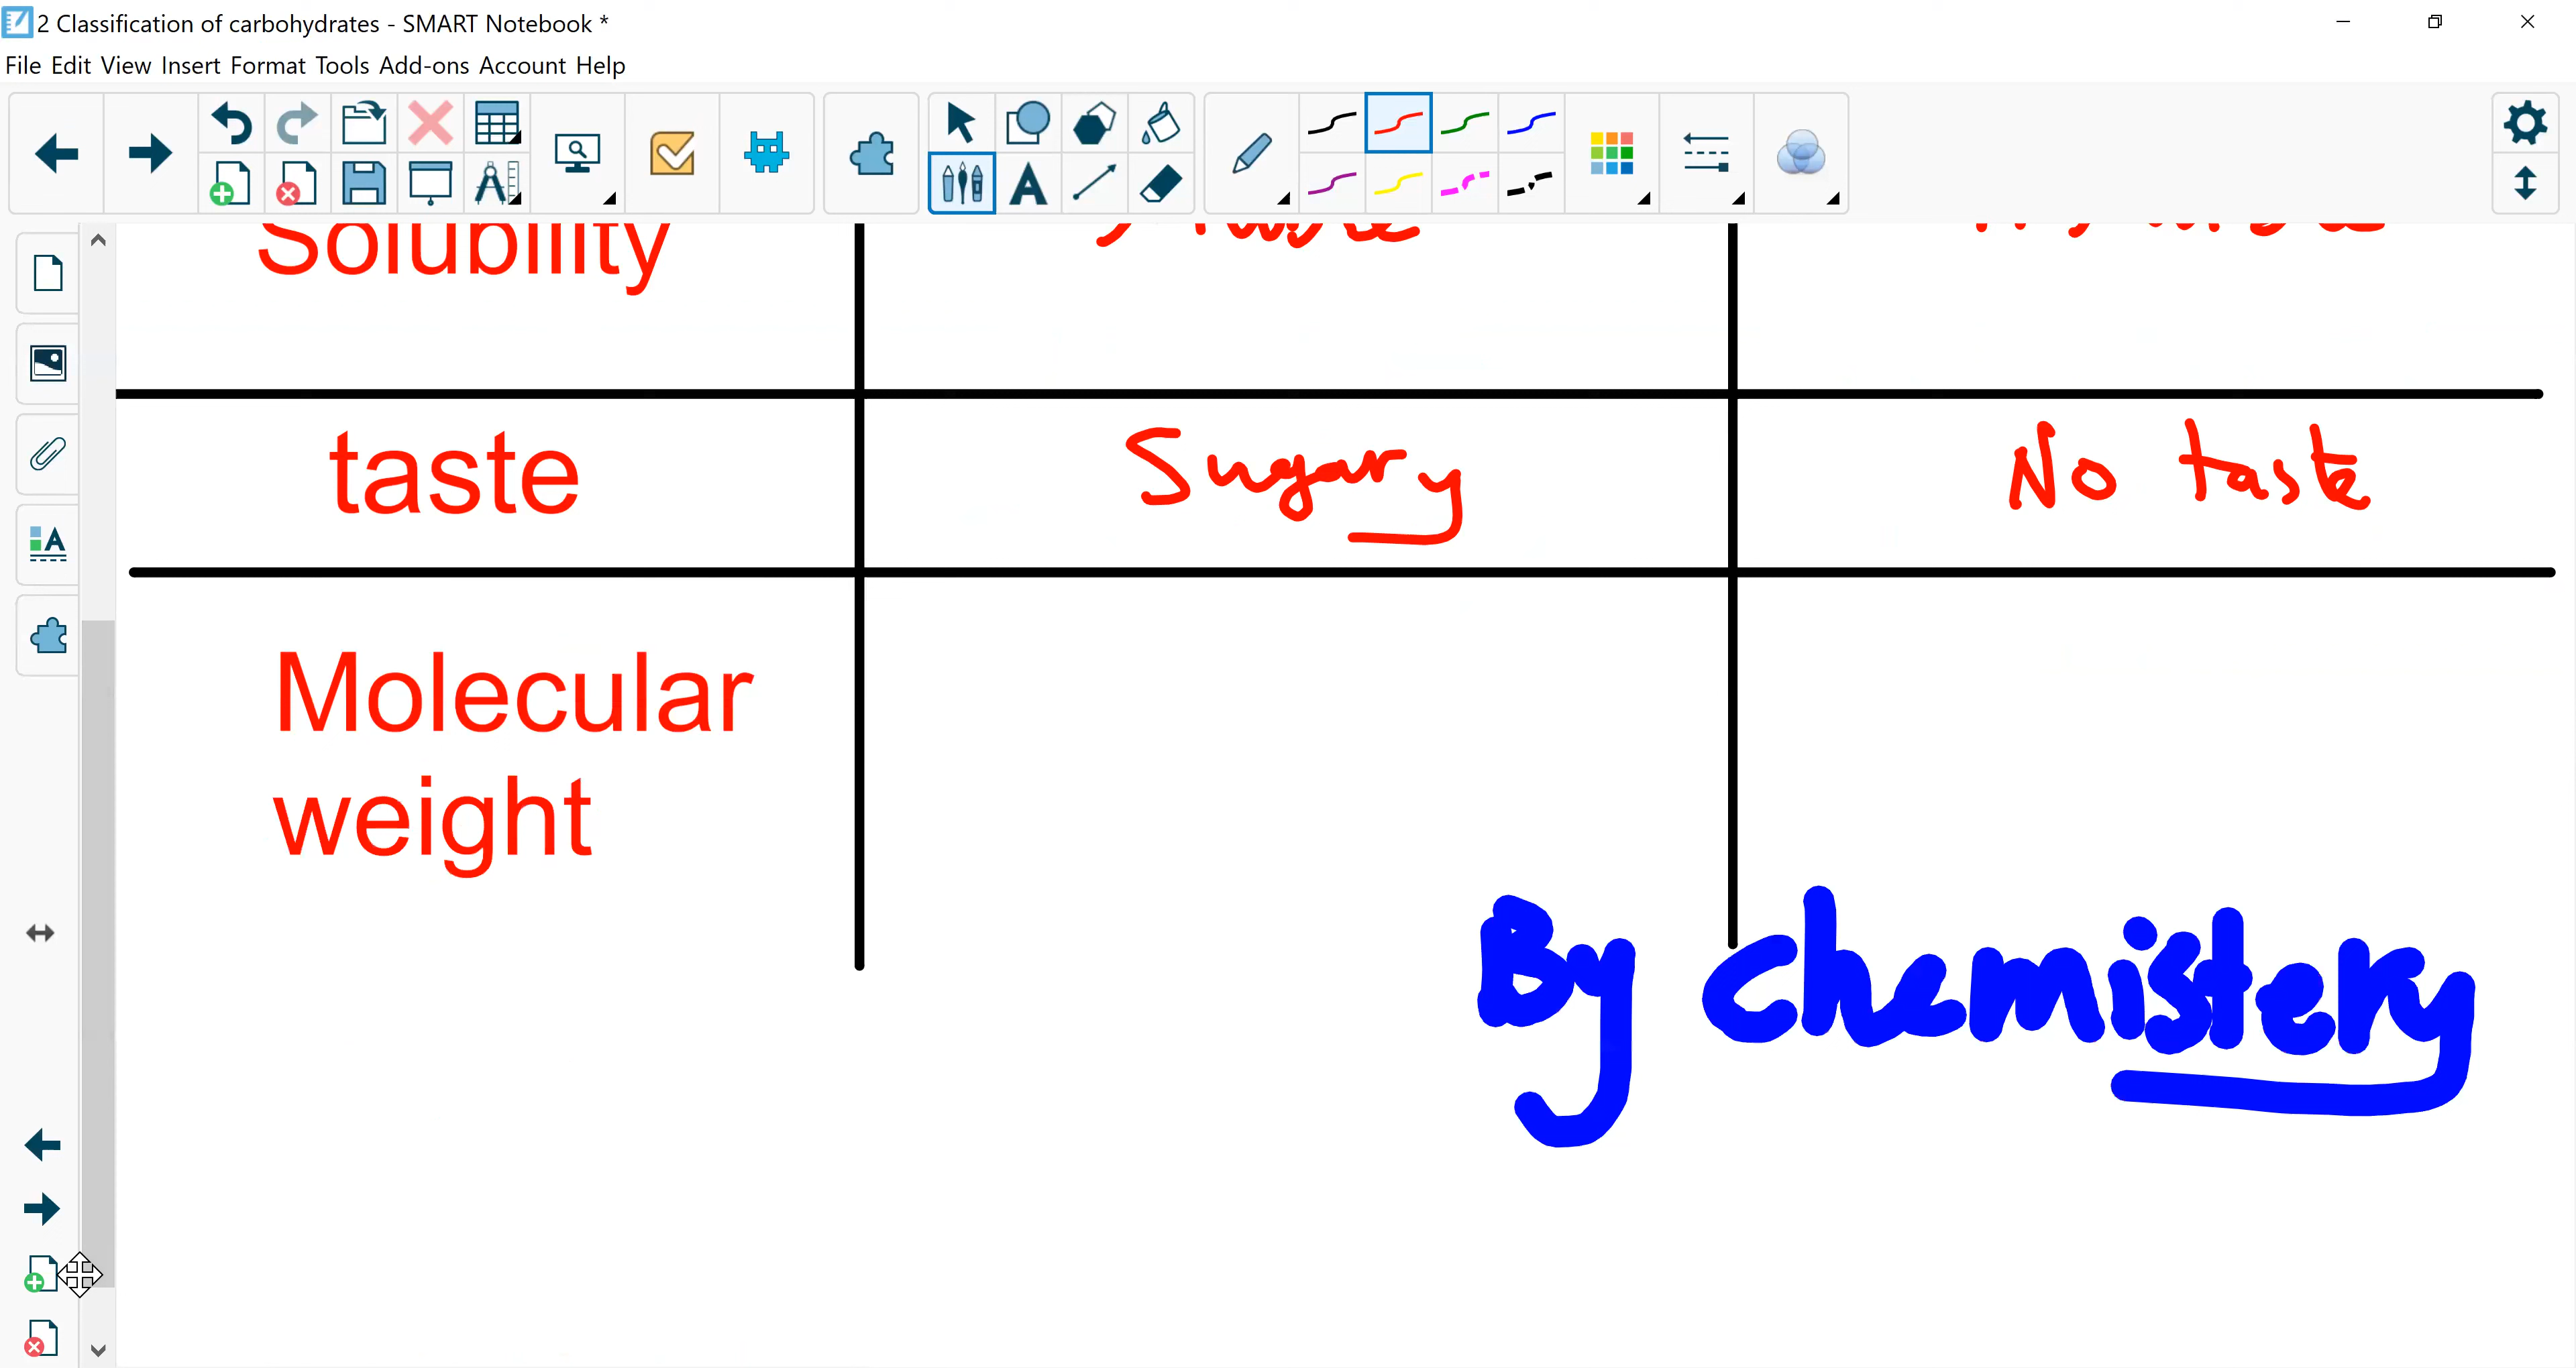 2 Classification of carbohydrates - SMART Notebook *
File Edit View Insert Format Tools Add-ons Account Help
Solubility
taste Sugary No taste
Molecular
weight
By chemistery